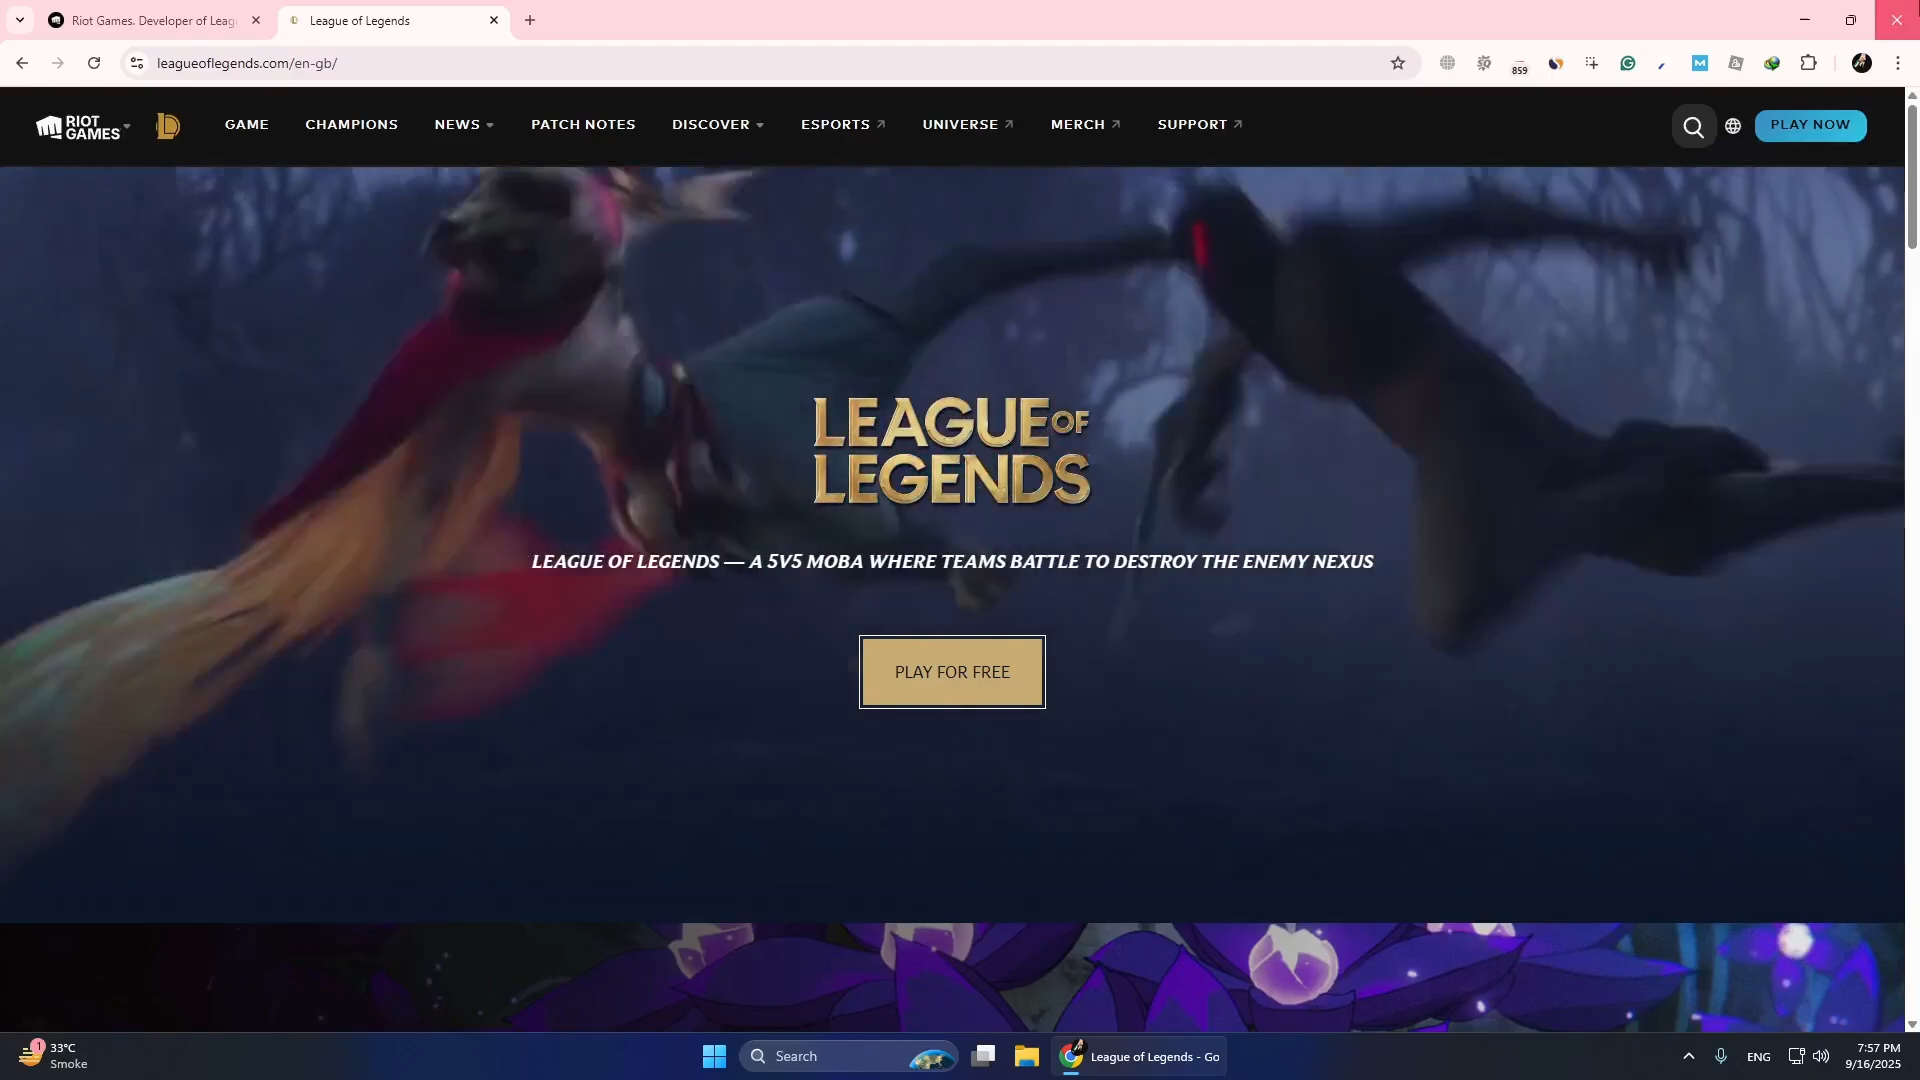 Riot Games. Developer of Leag
League of Legends
leagueoflegends.com/en-gb/
859
RIOT GAMES
GAME
CHAMPIONS
NEWS
PATCH NOTES
DISCOVER
ESPORTS
UNIVERSE
MERCH
SUPPORT
PLAY NOW
LEAGUE OF
LEGENDS
LEAGUE OF LEGENDS — A 5V5 MOBA WHERE TEAMS BATTLE TO DESTROY THE ENEMY NEXUS
PLAY FOR FREE
1
33°C
Smoke
Search
League of Legends - Go
ENG
7:57 PM
9/16/2025